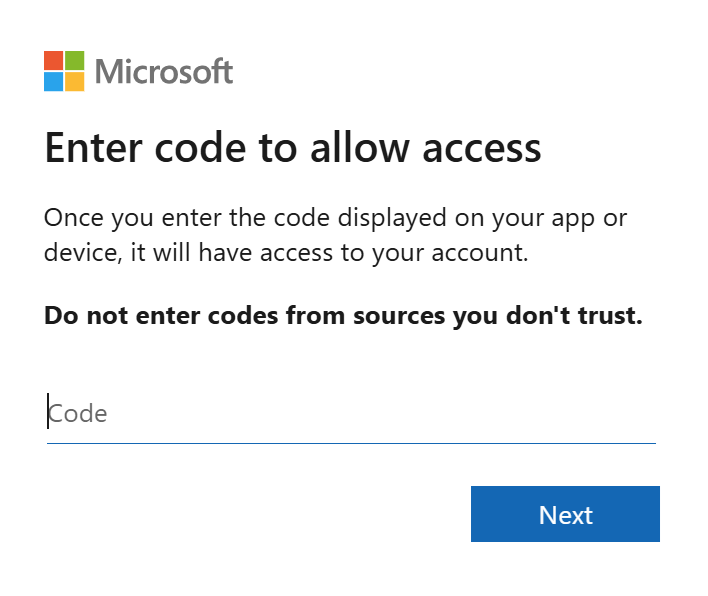 Microsoft
Enter code to allow access
Once you enter the code displayed on your app or
device, it will have access to your account.
Do not enter codes from sources you don't trust.
Code
Next